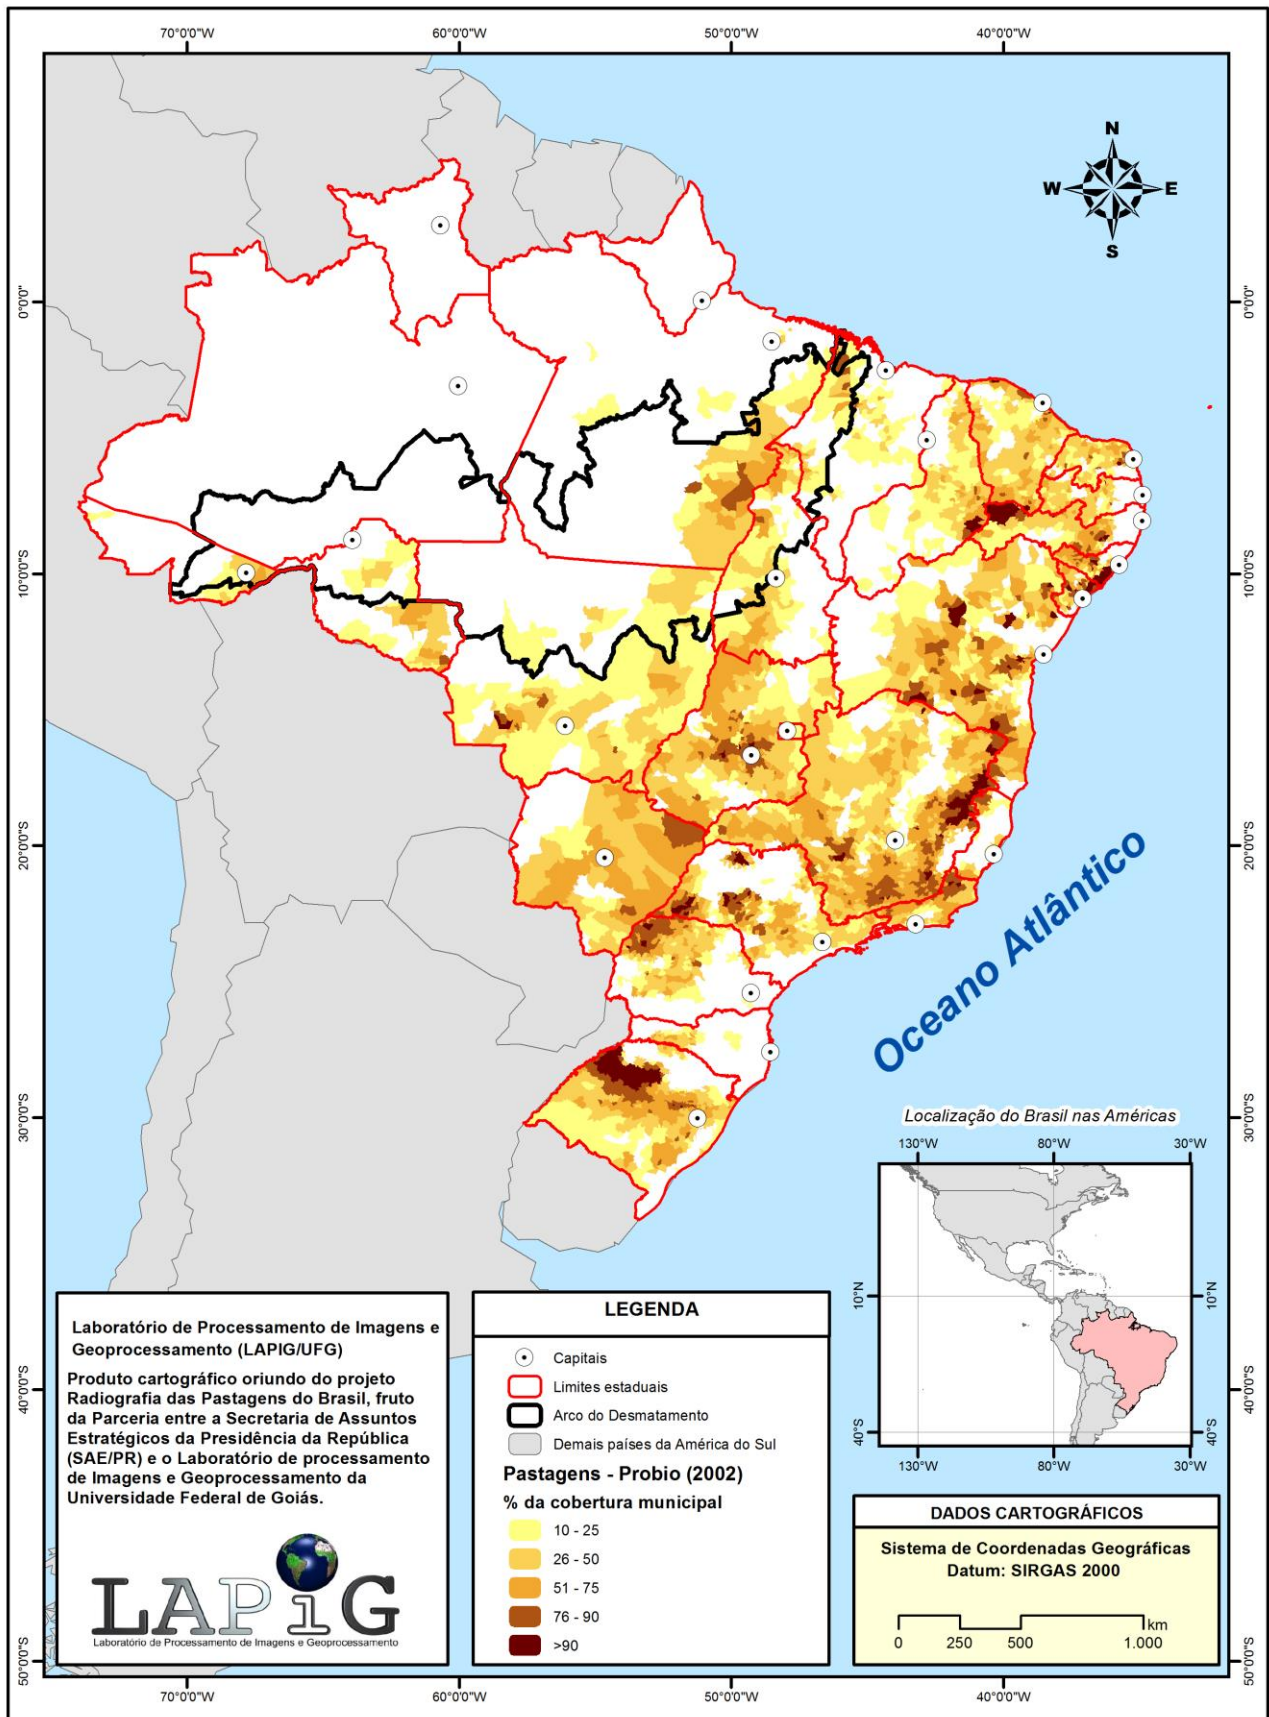 70°0'0"W
60°0'0"W
50°0'0"W
40°0'0"W
0°0'0"
10°0'0"S
20°0'0"S
30°0'0"S
40°0'0"S
50°0'0"S
0°0'0"
10°0'0"S
20°0'0"S
30°0'0"S
40°0'0"S
50°0'0"S
N
W
E
S
Oceano Atlântico
Localização do Brasil nas Américas
130°W
80°W
30°W
10°N
40°S
10°N
40°S
130°W
80°W
30°W
Laboratório de Processamento de Imagens e
Geoprocessamento (LAPIG/UFG)
Produto cartográfico oriundo do projeto
Radiografia das Pastagens do Brasil, fruto
da Parceria entre a Secretaria de Assuntos
Estratégicos da Presidência da República
(SAE/PR) e o Laboratório de processamento
de Imagens e Geoprocessamento da
Universidade Federal de Goiás.
LAPiG
Laboratório de Processamento de Imagens e Geoprocessamento
LEGENDA
Capitais
Limites estaduais
Arco do Desmatamento
Demais países da América do Sul
Pastagens - Probio (2002)
% da cobertura municipal
10 - 25
26 - 50
51 - 75
76 - 90
>90
DADOS CARTOGRÁFICOS
Sistema de Coordenadas Geográficas
Datum: SIRGAS 2000
km
0 250 500 1.000
70°0'0"W
60°0'0"W
50°0'0"W
40°0'0"W